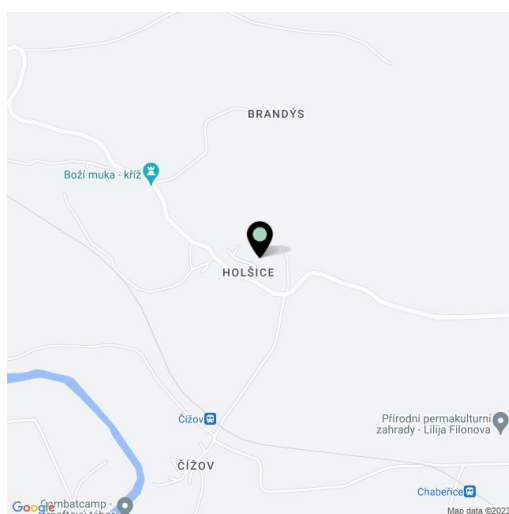 BRANDÝS
Boží muka - kříž
HOLŠICE
Čížov
Přírodní permakulturní
zahrady - Lilija Filonova
ČÍŽOV
Chabeřice
Google
Map data ©2023